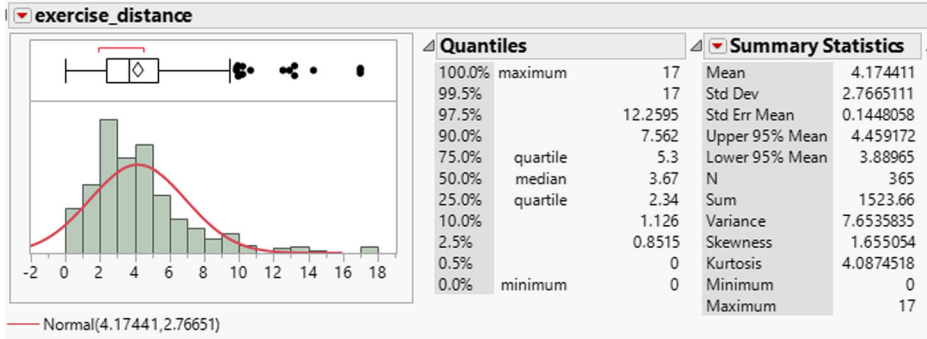 exercise_distance
-2 0 2 4 6 8 10 12 14 16 18
Normal(4.17441,2.76651)
Quantiles
100.0% maximum 17
99.5% 17
97.5% 12.2595
90.0% 7.562
75.0% quartile 5.3
50.0% median 3.67
25.0% quartile 2.34
10.0% 1.126
2.5% 0.8515
0.5% 0
0.0% minimum 0
Summary Statistics
Mean 4.174411
Std Dev 2.7665111
Std Err Mean 0.1448058
Upper 95% Mean 4.459172
Lower 95% Mean 3.88965
N 365
Sum 1523.66
Variance 7.6535835
Skewness 1.655054
Kurtosis 4.0874518
Minimum 0
Maximum 17